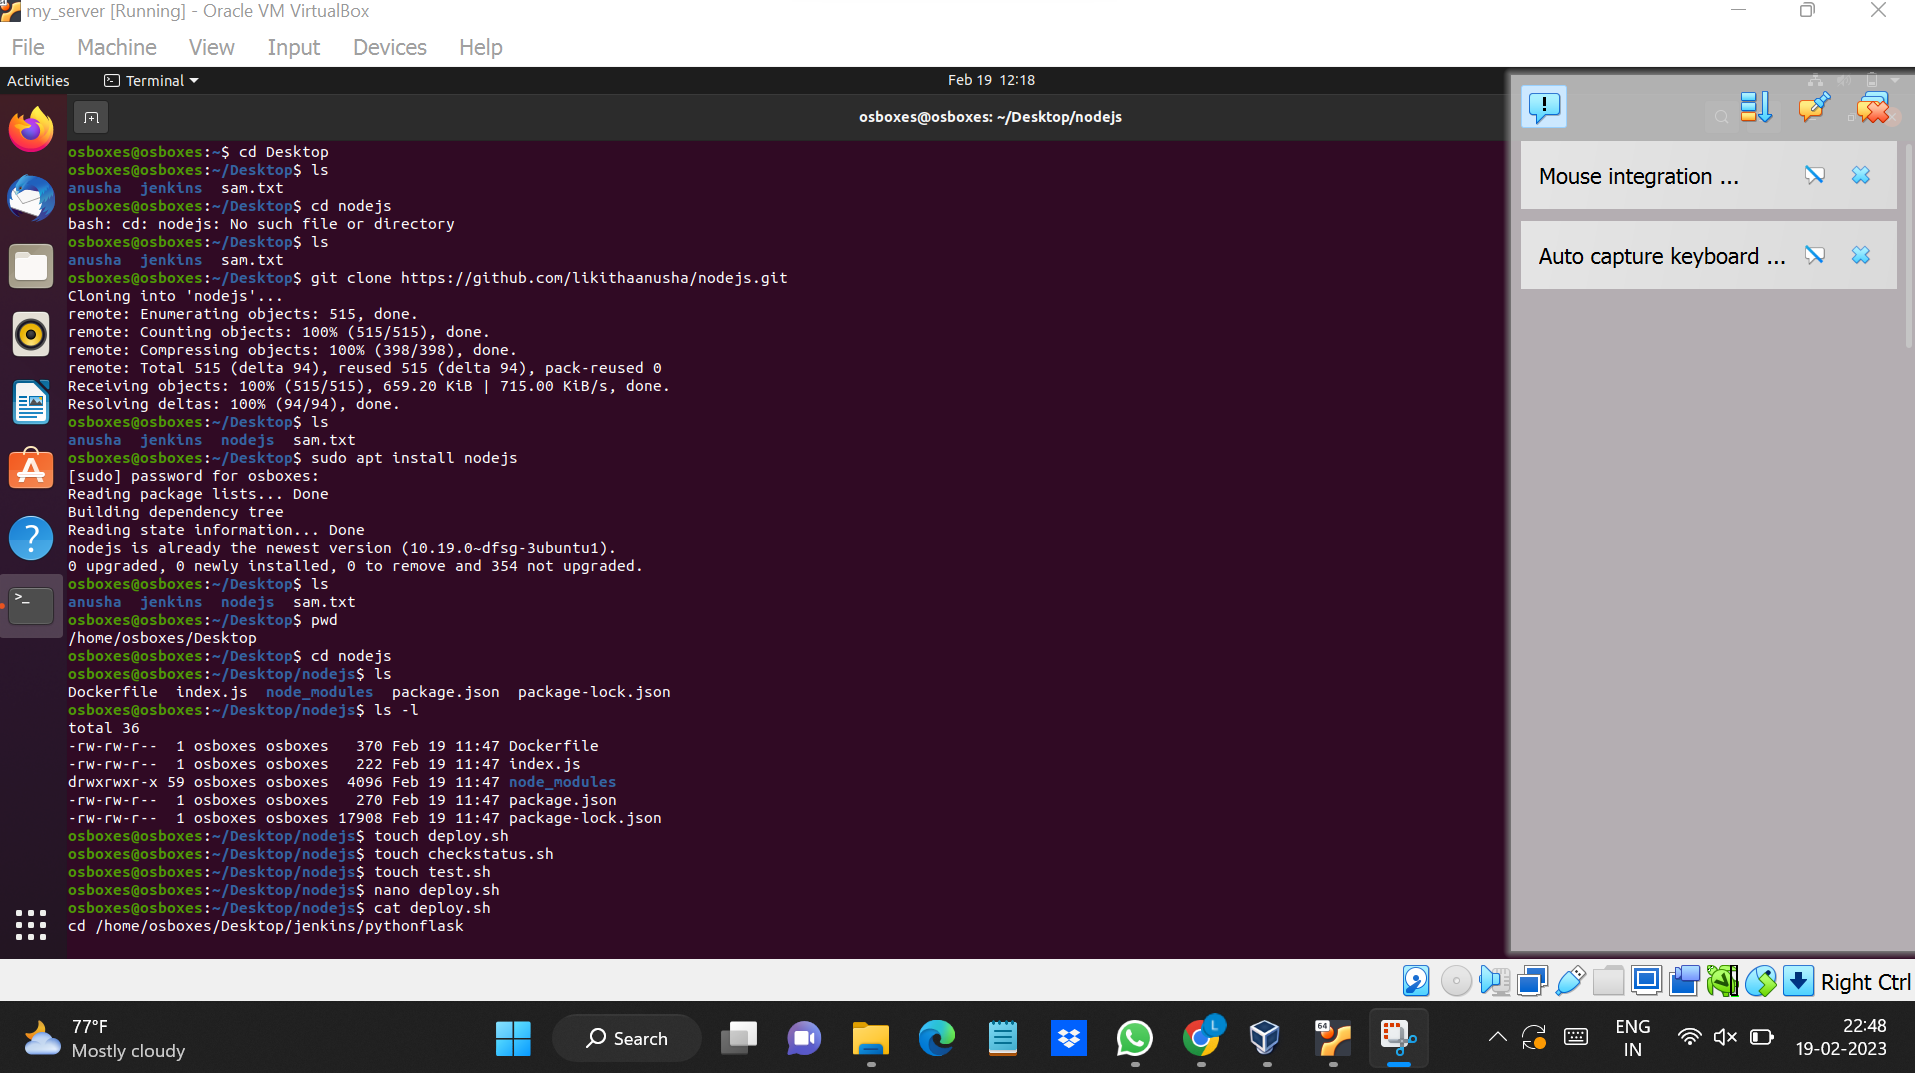 my_server [Running] - Oracle VM VirtualBox
File Machine View Input Devices Help
Activities Terminal Feb 19 12:18
osboxes@osboxes: ~/Desktop/nodejs
osboxes@osboxes:~$ cd Desktop
osboxes@osboxes:~/Desktop$ ls
anusha jenkins sam.txt
osboxes@osboxes:~/Desktop$ cd nodejs
bash: cd: nodejs: No such file or directory
osboxes@osboxes:~/Desktop$ ls
anusha jenkins sam.txt
osboxes@osboxes:~/Desktop$ git clone https://github.com/likithaanusha/nodejs.git
Cloning into 'nodejs'...
remote: Enumerating objects: 515, done.
remote: Counting objects: 100% (515/515), done.
remote: Compressing objects: 100% (398/398), done.
remote: Total 515 (delta 94), reused 515 (delta 94), pack-reused 0
Receiving objects: 100% (515/515), 659.20 KiB | 715.00 KiB/s, done.
Resolving deltas: 100% (94/94), done.
osboxes@osboxes:~/Desktop$ ls
anusha jenkins nodejs sam.txt
osboxes@osboxes:~/Desktop$ sudo apt install nodejs
[sudo] password for osboxes:
Reading package lists... Done
Building dependency tree
Reading state information... Done
nodejs is already the newest version (10.19.0~dfsg-3ubuntu1).
0 upgraded, 0 newly installed, 0 to remove and 354 not upgraded.
osboxes@osboxes:~/Desktop$ ls
anusha jenkins nodejs sam.txt
osboxes@osboxes:~/Desktop$ pwd
/home/osboxes/Desktop
osboxes@osboxes:~/Desktop$ cd nodejs
osboxes@osboxes:~/Desktop/nodejs$ ls
Dockerfile index.js node_modules package.json package-lock.json
osboxes@osboxes:~/Desktop/nodejs$ ls -l
total 36
-rw-rw-r-- 1 osboxes osboxes 370 Feb 19 11:47 Dockerfile
-rw-rw-r-- 1 osboxes osboxes 222 Feb 19 11:47 index.js
drwxrwxr-x 59 osboxes osboxes 4096 Feb 19 11:47 node_modules
-rw-rw-r-- 1 osboxes osboxes 270 Feb 19 11:47 package.json
-rw-rw-r-- 1 osboxes osboxes 17908 Feb 19 11:47 package-lock.json
osboxes@osboxes:~/Desktop/nodejs$ touch deploy.sh
osboxes@osboxes:~/Desktop/nodejs$ touch checkstatus.sh
osboxes@osboxes:~/Desktop/nodejs$ touch test.sh
osboxes@osboxes:~/Desktop/nodejs$ nano deploy.sh
osboxes@osboxes:~/Desktop/nodejs$ cat deploy.sh
cd /home/osboxes/Desktop/jenkins/pythonflask
Mouse integration ...
Auto capture keyboard ...
Right Ctrl
77°F
Mostly cloudy
Search
L
64
ENG
IN
22:48
19-02-2023